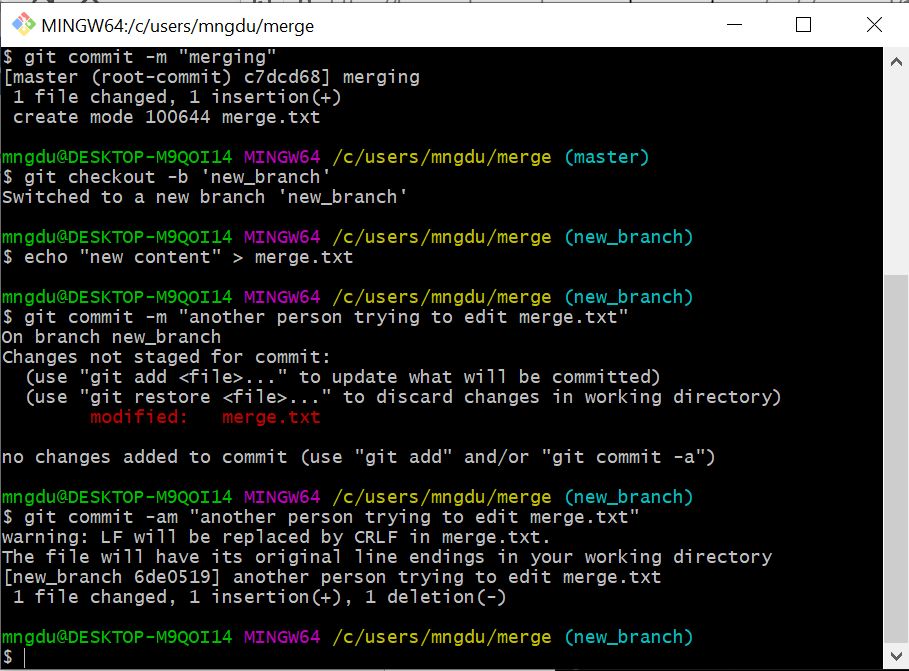 MINGW64:/c/users/mngdu/merge
$ git commit -m "merging"
[master (root-commit) c7dcd68] merging
 1 file changed, 1 insertion(+)
 create mode 100644 merge.txt

mngdu@DESKTOP-M9QOI14 MINGW64 /c/users/mngdu/merge (master)
$ git checkout -b 'new_branch'
Switched to a new branch 'new_branch'

mngdu@DESKTOP-M9QOI14 MINGW64 /c/users/mngdu/merge (new_branch)
$ echo "new content" > merge.txt

mngdu@DESKTOP-M9QOI14 MINGW64 /c/users/mngdu/merge (new_branch)
$ git commit -m "another person trying to edit merge.txt"
On branch new_branch
Changes not staged for commit:
  (use "git add <file>..." to update what will be committed)
  (use "git restore <file>..." to discard changes in working directory)
        modified:   merge.txt

no changes added to commit (use "git add" and/or "git commit -a")

mngdu@DESKTOP-M9QOI14 MINGW64 /c/users/mngdu/merge (new_branch)
$ git commit -am "another person trying to edit merge.txt"
warning: LF will be replaced by CRLF in merge.txt.
The file will have its original line endings in your working directory
[new_branch 6de0519] another person trying to edit merge.txt
 1 file changed, 1 insertion(+), 1 deletion(-)

mngdu@DESKTOP-M9QOI14 MINGW64 /c/users/mngdu/merge (new_branch)
$